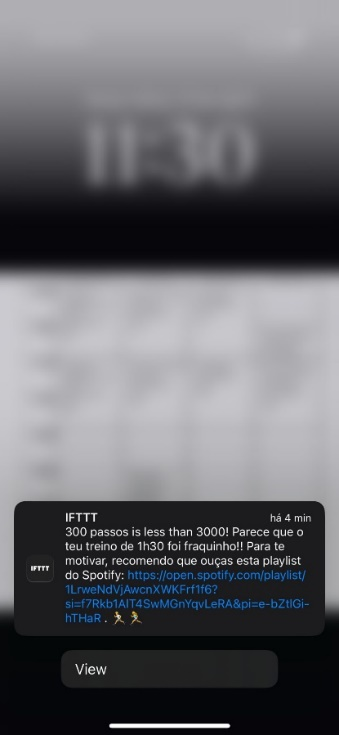 11:30
IFTTT
há 4 min
300 passos is less than 3000! Parece que o
teu treino de 1h30 foi fraquinho!! Para te
motivar, recomendo que ouças esta playlist
do Spotify: https://open.spotify.com/playlist/
1LrweNdVjAwcnXWKFrf1f6?
si=f7Rkb1AIT4SwMGnYqvLeRA&pi=e-bZtIGi-
hTHaR . 🏃🏃
IFTTT
View